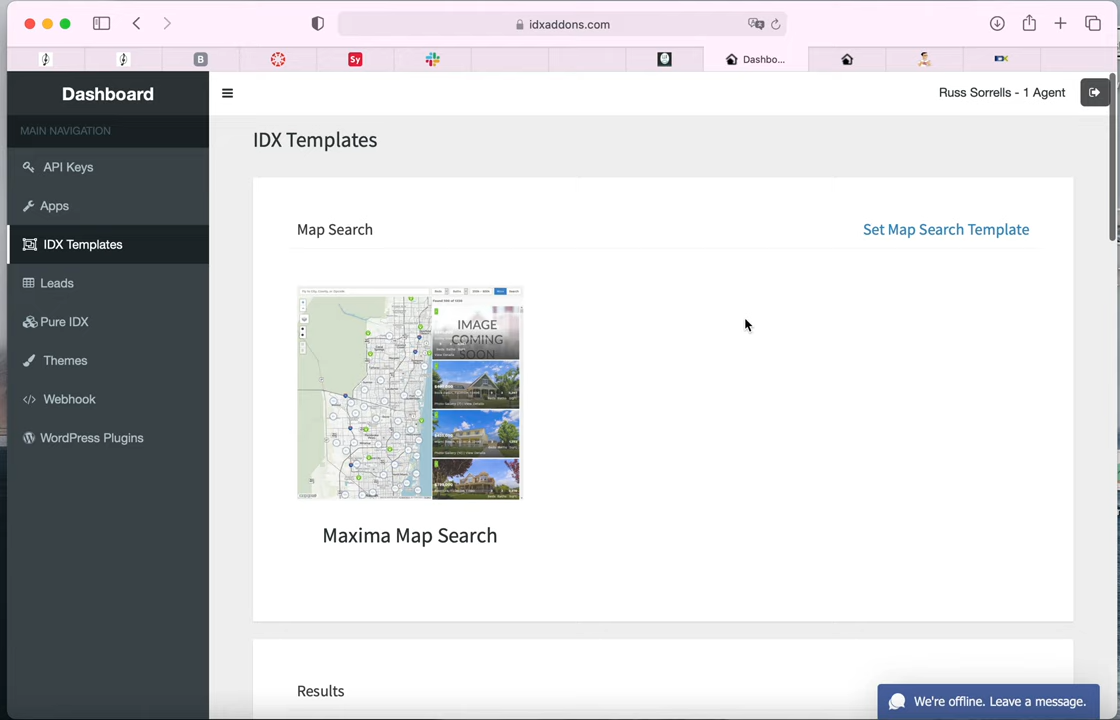 idxaddons.com
Sy
B
Dashbo...
Dashboard
Russ Sorrells - 1 Agent
MAIN NAVIGATION
API Keys
Apps
IDX Templates
Leads
Pure IDX
Themes
Webhook
WordPress Plugins
IDX Templates
Map Search
Set Map Search Template
IMAGE
COMING
SOON
Maxima Map Search
Results
We're offline. Leave a message.